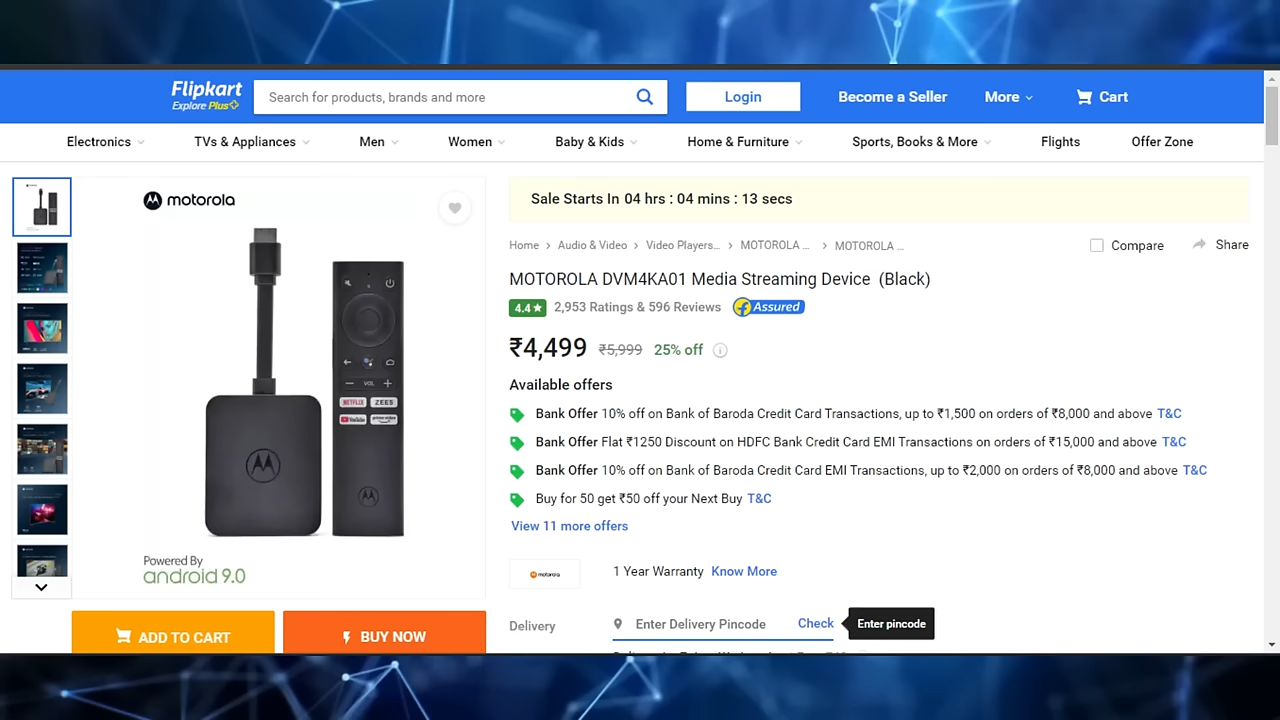 Flipkart
Explore Plus
Search for products, brands and more
Login
Become a Seller
More
Cart
Electronics
TVs & Appliances
Men
Women
Baby & Kids
Home & Furniture
Sports, Books & More
Flights
Offer Zone
motorola
NETFLIX
ZEE5
YouTube
prime video
VOL
Powered By
android 9.0
ADD TO CART
BUY NOW
Sale Starts In 04 hrs : 04 mins : 13 secs
Home > Audio & Video > Video Players... > MOTOROLA ... > MOTOROLA ...
Compare
Share
MOTOROLA DVM4KA01 Media Streaming Device (Black)
4.4★ 2,953 Ratings & 596 Reviews Assured
₹4,499 ₹5,999 25% off
Available offers
Bank Offer 10% off on Bank of Baroda Credit Card Transactions, up to ₹1,500 on orders of ₹8,000 and above T&C
Bank Offer Flat ₹1250 Discount on HDFC Bank Credit Card EMI Transactions on orders of ₹15,000 and above T&C
Bank Offer 10% off on Bank of Baroda Credit Card EMI Transactions, up to ₹2,000 on orders of ₹8,000 and above T&C
Buy for 50 get ₹50 off your Next Buy T&C
View 11 more offers
motorola
1 Year Warranty Know More
Delivery
Enter Delivery Pincode
Check
Enter pincode